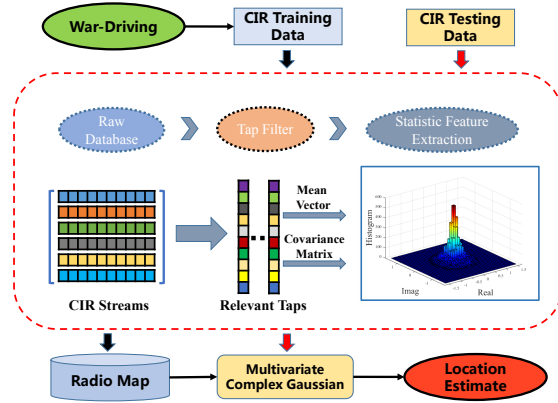 War-Driving
CIR Training
Data
CIR Testing
Data
Raw
Database
Tap Filter
Statistic Feature
Extraction
Mean
Vector
Covariance
Matrix
CIR Streams
Relevant Taps
Histogram
Imag
Real
Radio Map
Multivariate
Complex Gaussian
Location
Estimate